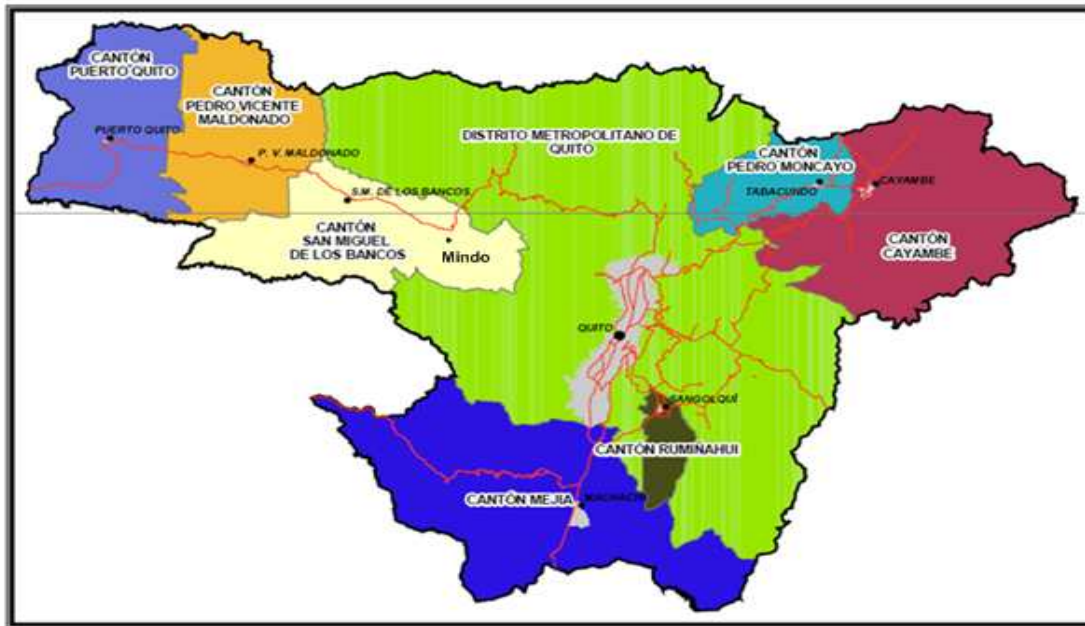 CANTÓN
PUERTO QUITO
CANTÓN
PEDRO VICENTE
MALDONADO
PUERTO QUITO
P. V. MALDONADO
DISTRITO METROPOLITANO DE
QUITO
CANTÓN
PEDRO MONCAYO
TABACUNDO
CAYAMBE
S.M. DE LOS BANCOS
CANTÓN
SAN MIGUEL
DE LOS BANCOS
Mindo
CANTÓN
CAYAMBE
QUITO
SANGOLQUÍ
CANTÓN RUMIÑAHUI
CANTÓN MEJIA
MACHACHI